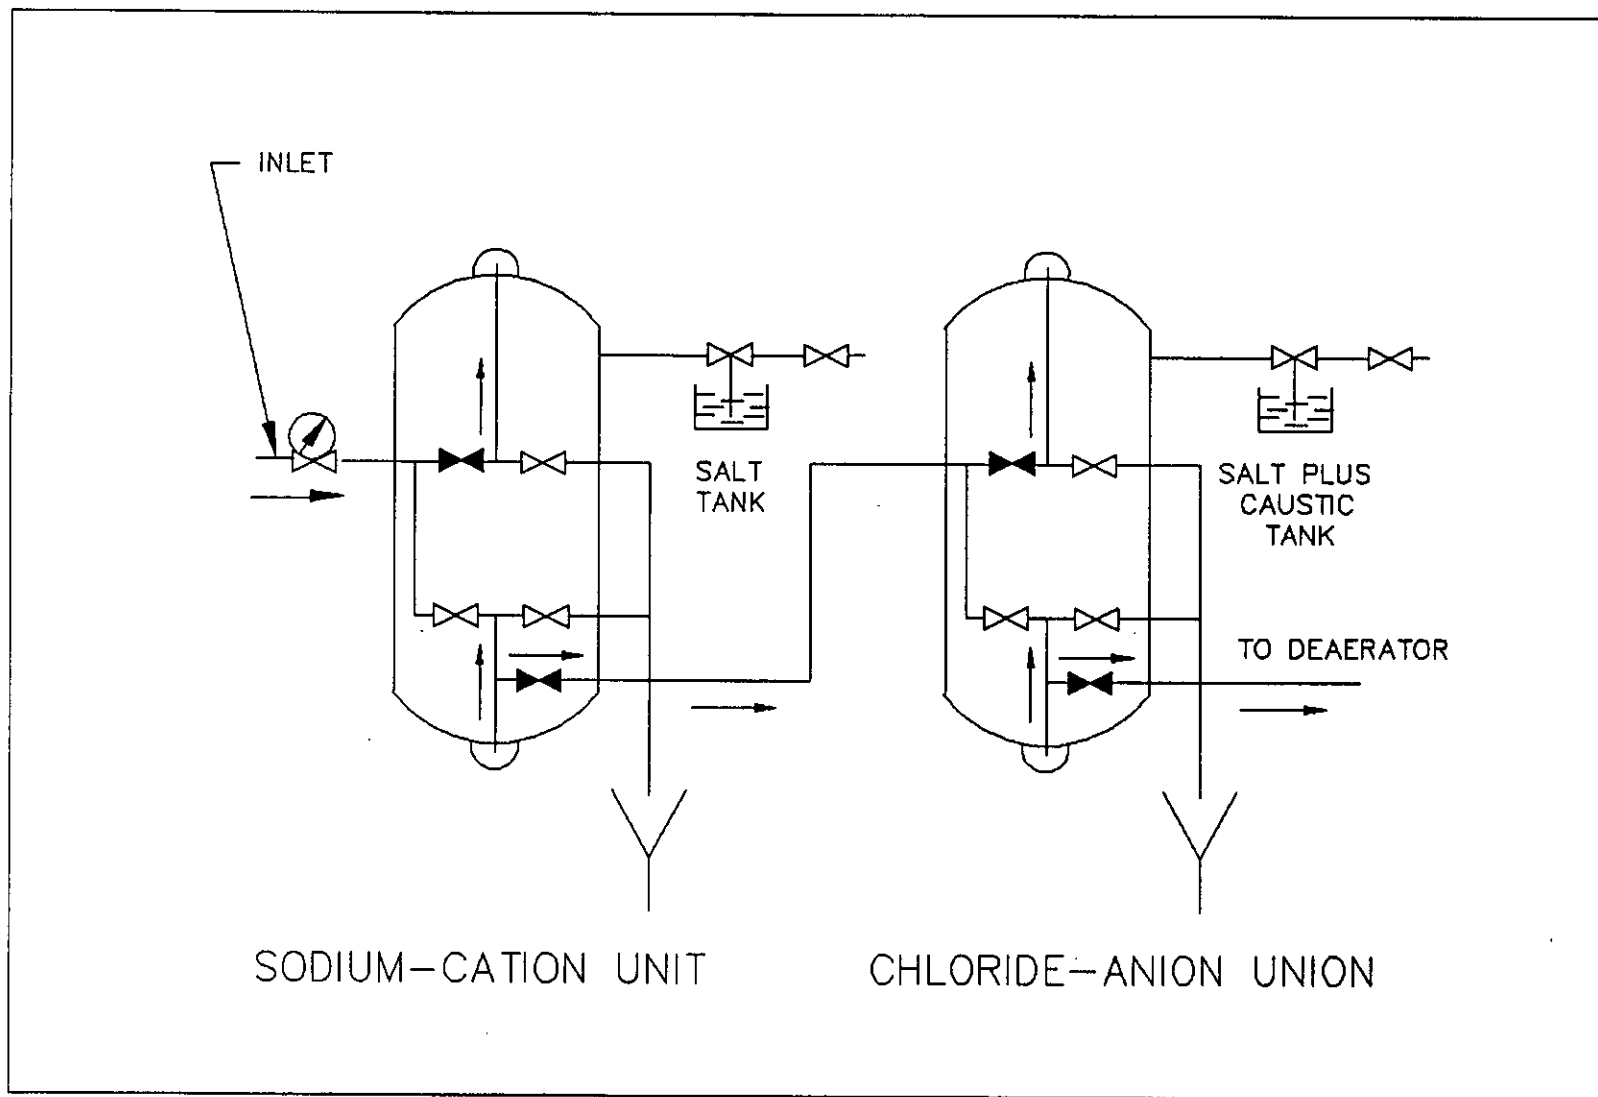 INLET
SALT
TANK
SALT PLUS
CAUSTIC
TANK
TO DEAERATOR
SODIUM-CATION UNIT
CHLORIDE-ANION UNION